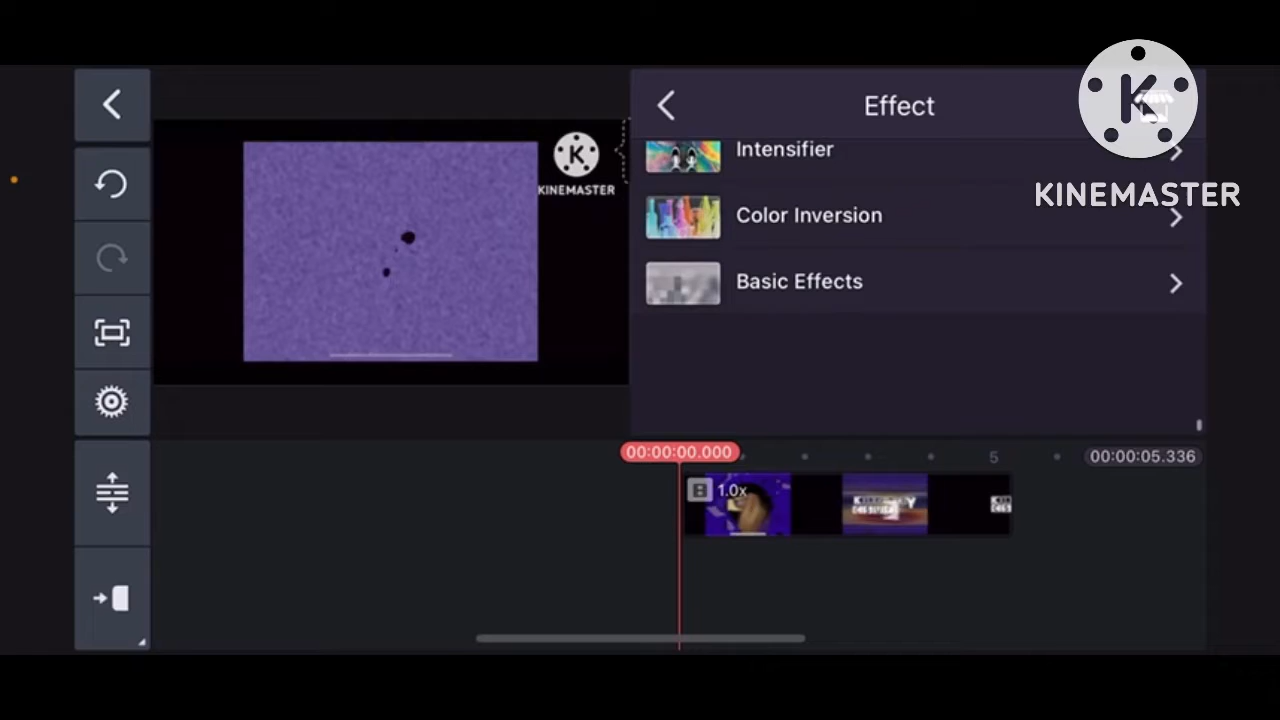 Effect
K
KINEMASTER
K
KINEMASTER
Intensifier
Color Inversion
Basic Effects
00:00:00.000
5
00:00:05.336
1.0x